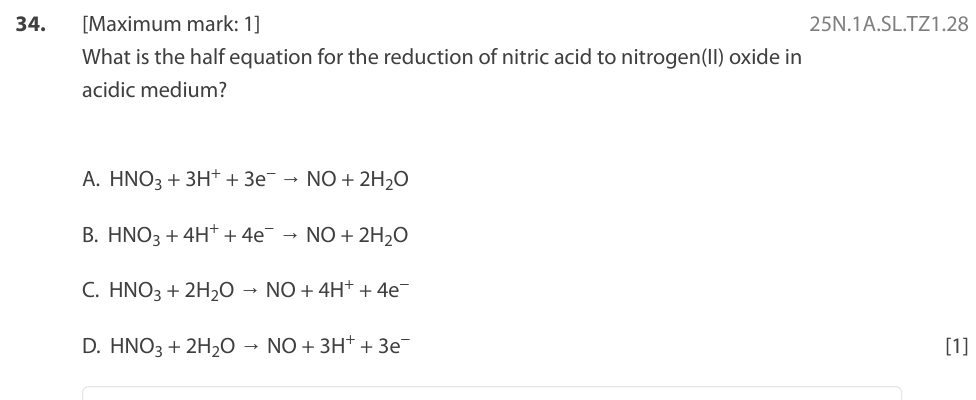 34. [Maximum mark: 1] 25N.1A.SL.TZ1.28
What is the half equation for the reduction of nitric acid to nitrogen(II) oxide in
acidic medium?
A. HNO₃ + 3H⁺ + 3e⁻ → NO + 2H₂O
B. HNO₃ + 4H⁺ + 4e⁻ → NO + 2H₂O
C. HNO₃ + 2H₂O → NO + 4H⁺ + 4e⁻
D. HNO₃ + 2H₂O → NO + 3H⁺ + 3e⁻ [1]